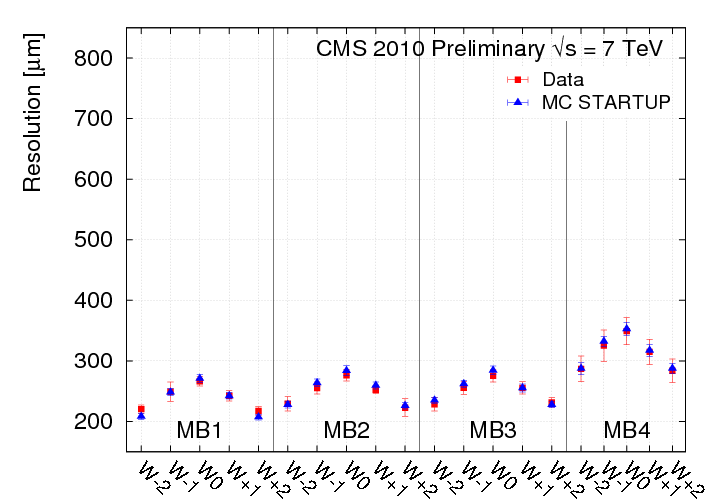 CMS 2010 Preliminary √s = 7 TeV
Data
MC STARTUP
Resolution [μm]
800
700
600
500
400
300
200
MB1 MB2 MB3 MB4
W-2 W-1 W0 W+1 W+2 W-2 W-1 W0 W+1 W+2 W-2 W-1 W0 W+1 W+2 W-2 W-1 W0 W+1 W+2